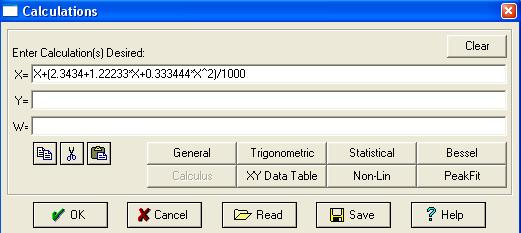 Calculations
Clear
Enter Calculation(s) Desired:
X= X+(2.3434+1.22233*X+0.333444*X^2)/1000
Y=
W=
General Trigonometric Statistical Bessel
Calculus XY Data Table Non-Lin PeakFit
OK Cancel Read Save Help